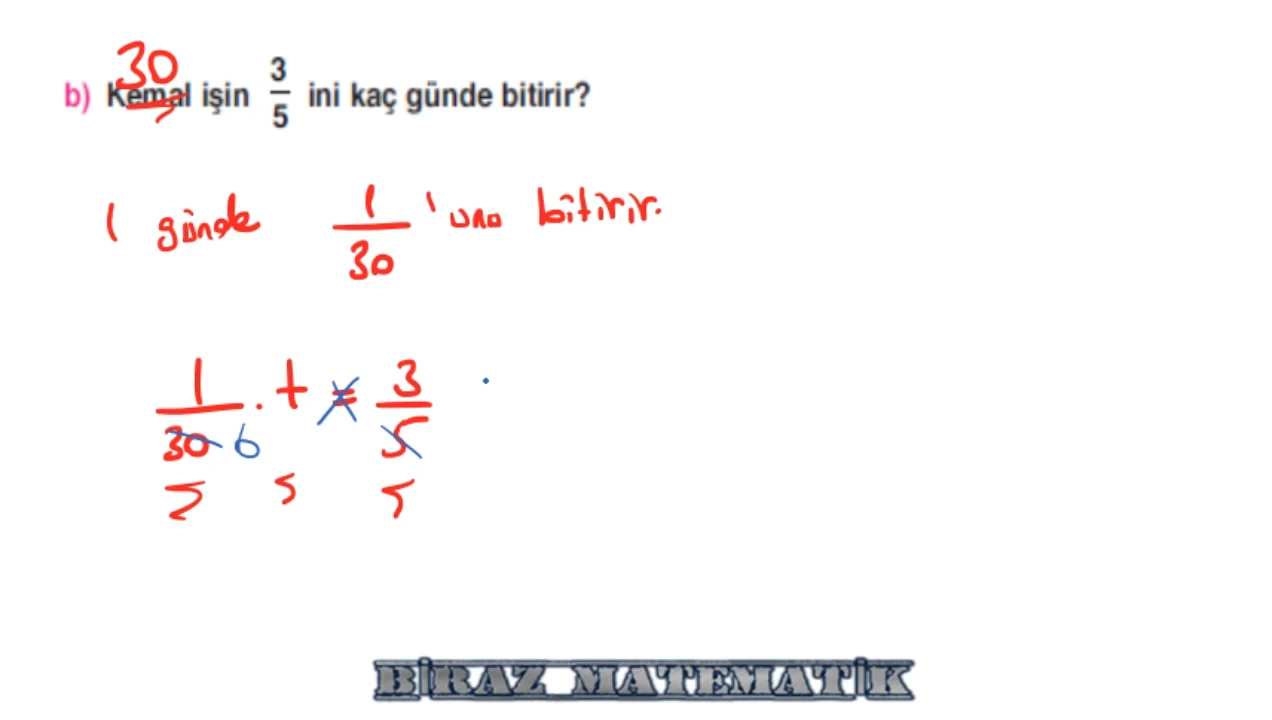 30
b) Kemal işin 3/5 ini kaç günde bitirir?
1 günde 1/30 'unu bitirir.
1/30 6 . t = 3/5
5 5 5
BİRAZ MATEMATİK